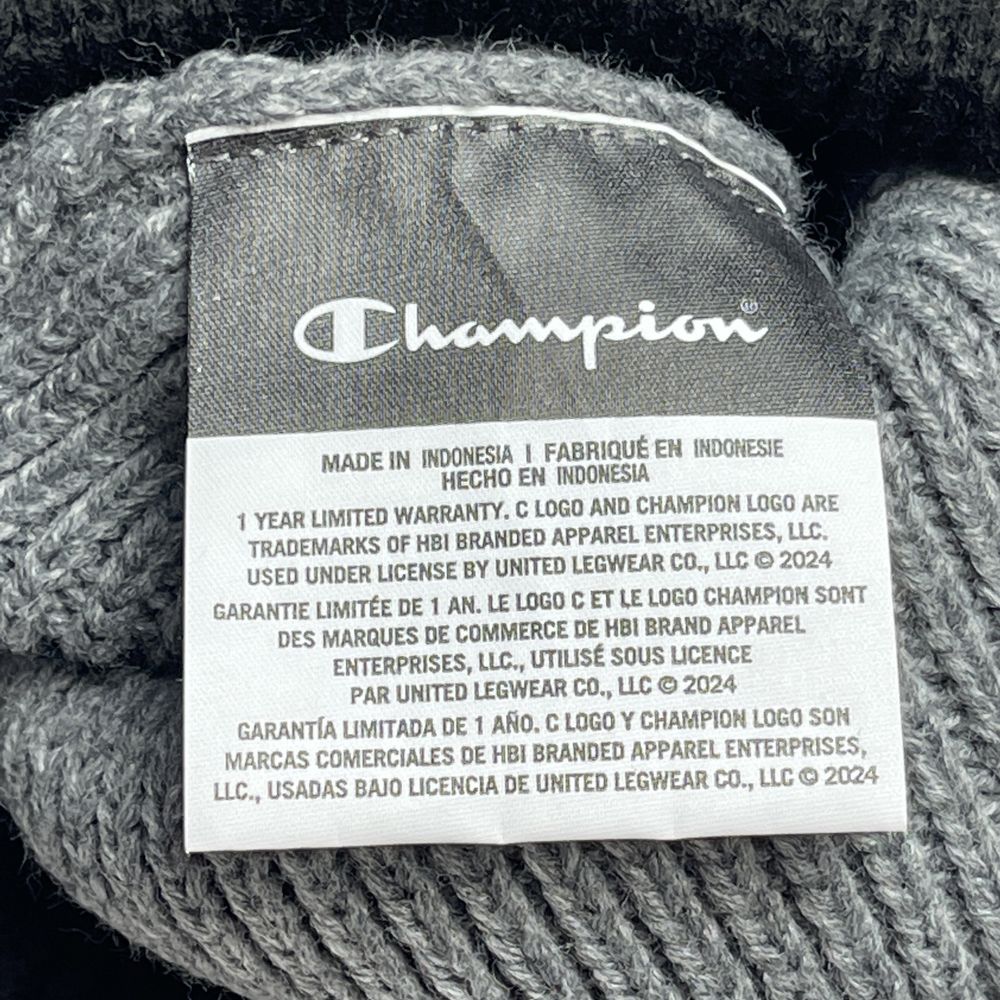 Champion®
MADE IN INDONESIA | FABRIQUÉ EN INDONESIE
HECHO EN INDONESIA
1 YEAR LIMITED WARRANTY. C LOGO AND CHAMPION LOGO ARE
TRADEMARKS OF HBI BRANDED APPAREL ENTERPRISES, LLC.
USED UNDER LICENSE BY UNITED LEGWEAR CO., LLC © 2024
GARANTIE LIMITÉE DE 1 AN. LE LOGO C ET LE LOGO CHAMPION SONT
DES MARQUES DE COMMERCE DE HBI BRAND APPAREL
ENTERPRISES, LLC., UTILISÉ SOUS LICENCE
PAR UNITED LEGWEAR CO., LLC © 2024
GARANTÍA LIMITADA DE 1 AÑO. C LOGO Y CHAMPION LOGO SON
MARCAS COMERCIALES DE HBI BRANDED APPAREL ENTERPRISES,
LLC., USADAS BAJO LICENCIA DE UNITED LEGWEAR CO., LLC © 2024